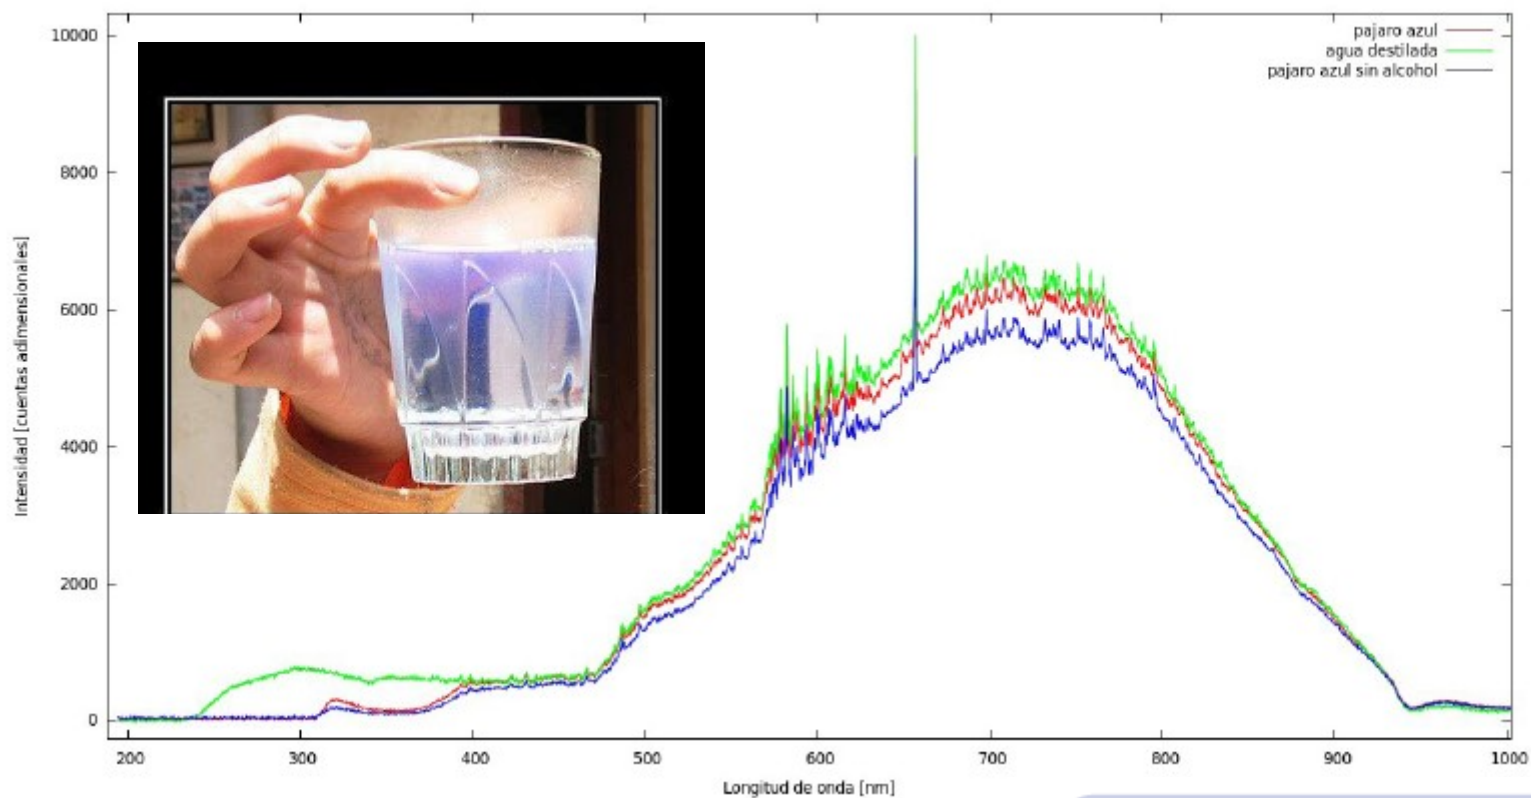 pajaro azul
agua destilada
pajaro azul sin alcohol
10000
8000
6000
4000
2000
0
Intensidad [cuentas adimensionales]
200 300 400 500 600 700 800 900 1000
Longitud de onda [nm]